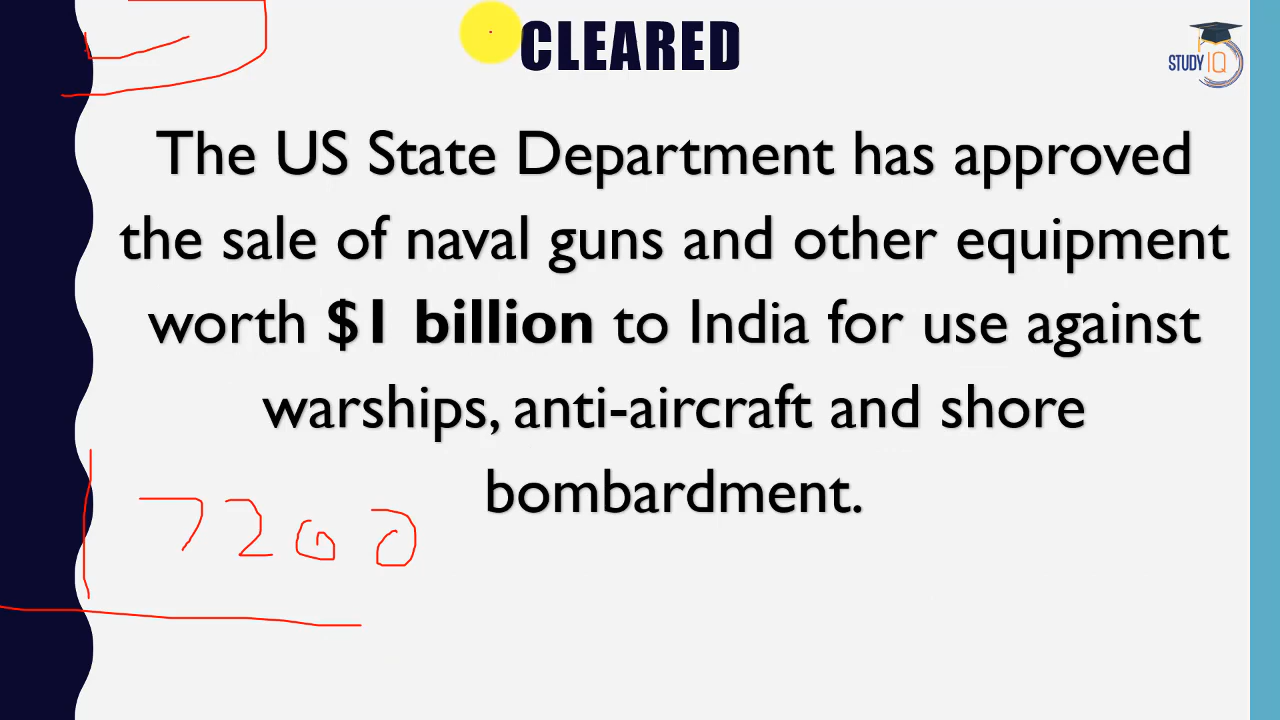 CLEARED
STUDY IQ
The US State Department has approved
the sale of naval guns and other equipment
worth $1 billion to India for use against
warships, anti-aircraft and shore
bombardment.
7200